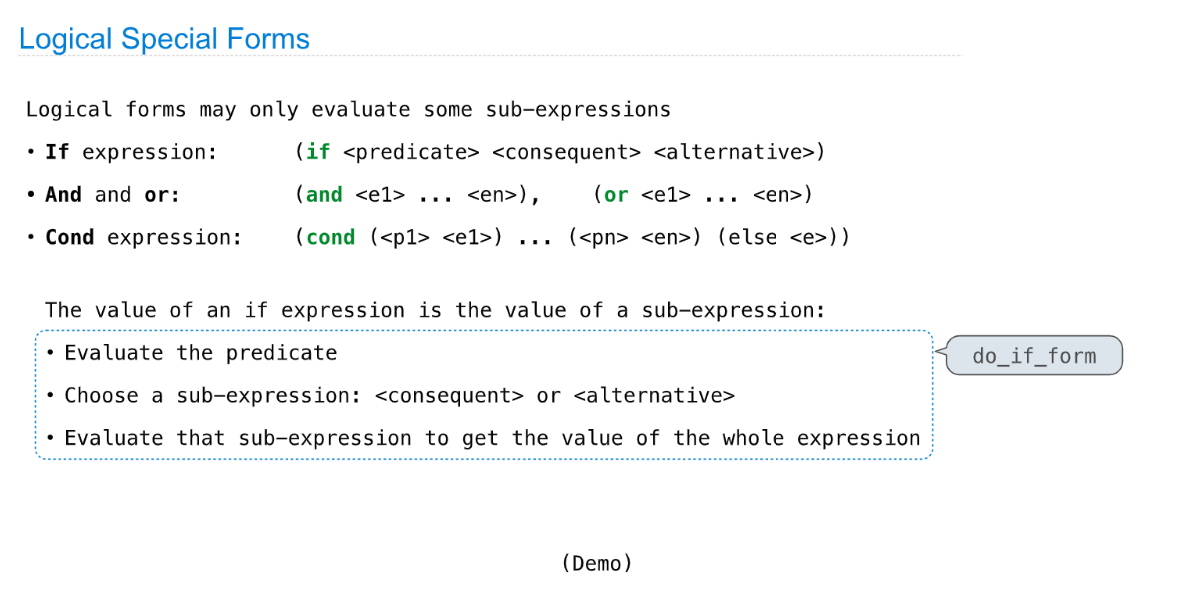 Logical Special Forms
Logical forms may only evaluate some sub-expressions
• If expression: (if <predicate> <consequent> <alternative>)
• And and or: (and <e1> ... <en>), (or <e1> ... <en>)
• Cond expression: (cond (<p1> <e1>) ... (<pn> <en>) (else <e>))
The value of an if expression is the value of a sub-expression:
• Evaluate the predicate
do_if_form
• Choose a sub-expression: <consequent> or <alternative>
• Evaluate that sub-expression to get the value of the whole expression
(Demo)